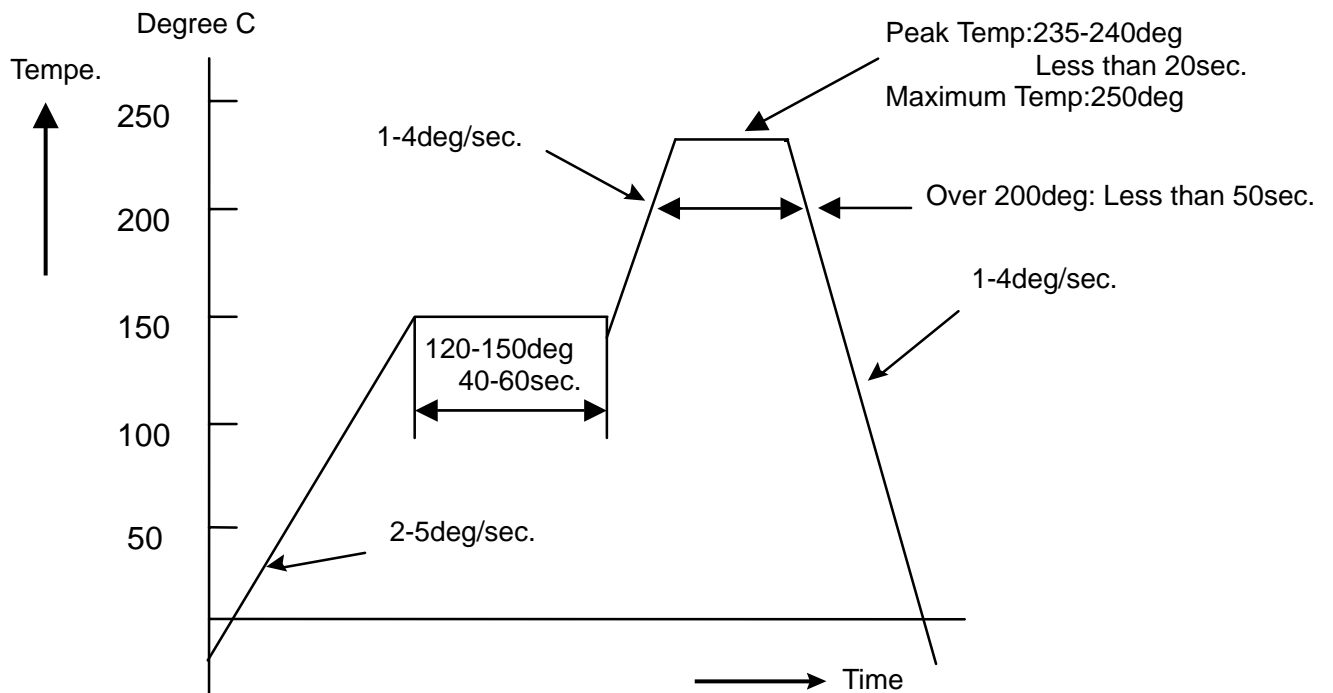 Degree C
Tempe.
Peak Temp:235-240deg
Less than 20sec.
Maximum Temp:250deg
250
1-4deg/sec.
200
Over 200deg: Less than 50sec.
1-4deg/sec.
150
120-150deg
40-60sec.
100
50
2-5deg/sec.
Time